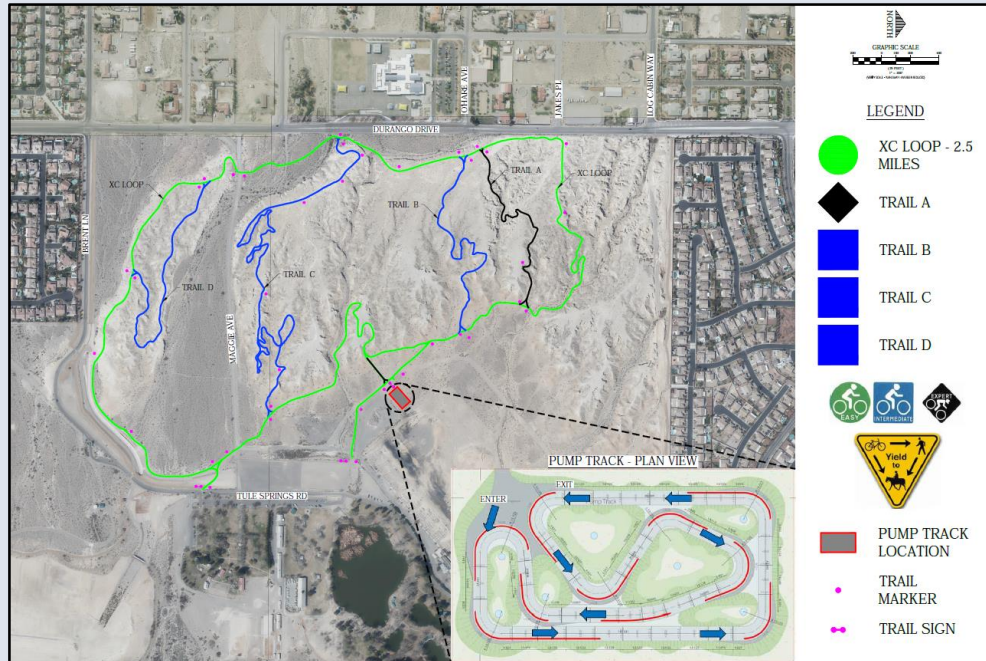 O'HARE AVE
JAKES PL
LOG CABIN WAY
DURANGO DRIVE
XC LOOP
TRAIL A
XC LOOP
TRAIL B
BRENT LN
TRAIL C
TRAIL D
MAGGIE AVE
TULE SPRINGS RD
PUMP TRACK - PLAN VIEW
EXIT
ENTER
NORTH
GRAPHIC SCALE
LEGEND
XC LOOP - 2.5
MILES
TRAIL A
TRAIL B
TRAIL C
TRAIL D
EASY
INTERMEDIATE
EXPERT
Yield
to
PUMP TRACK
LOCATION
TRAIL
MARKER
TRAIL SIGN